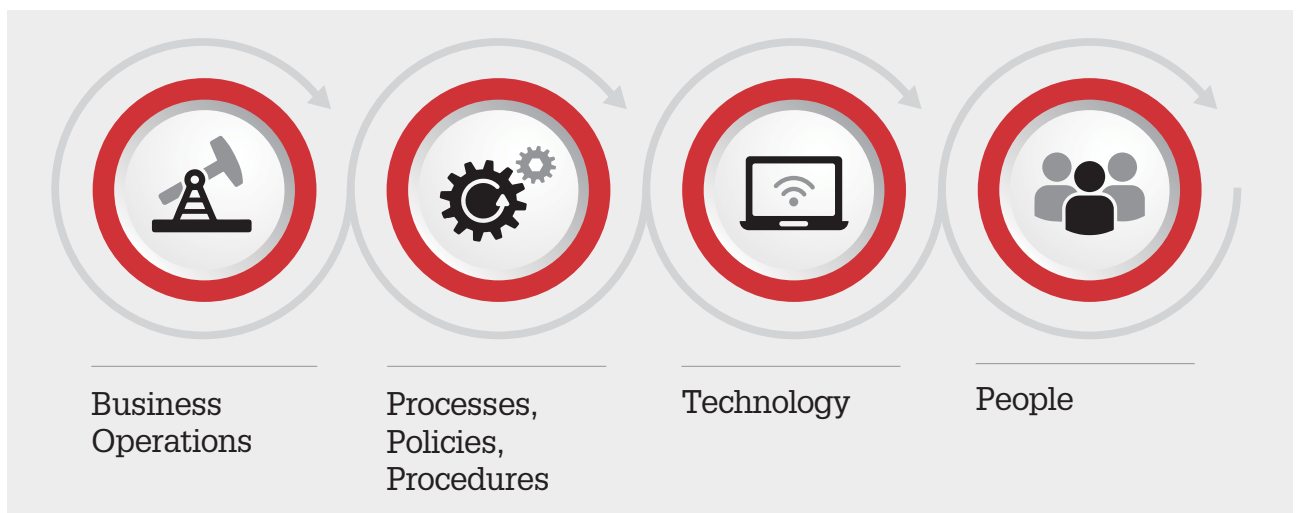 Business
Operations
Processes,
Policies,
Procedures
Technology
People